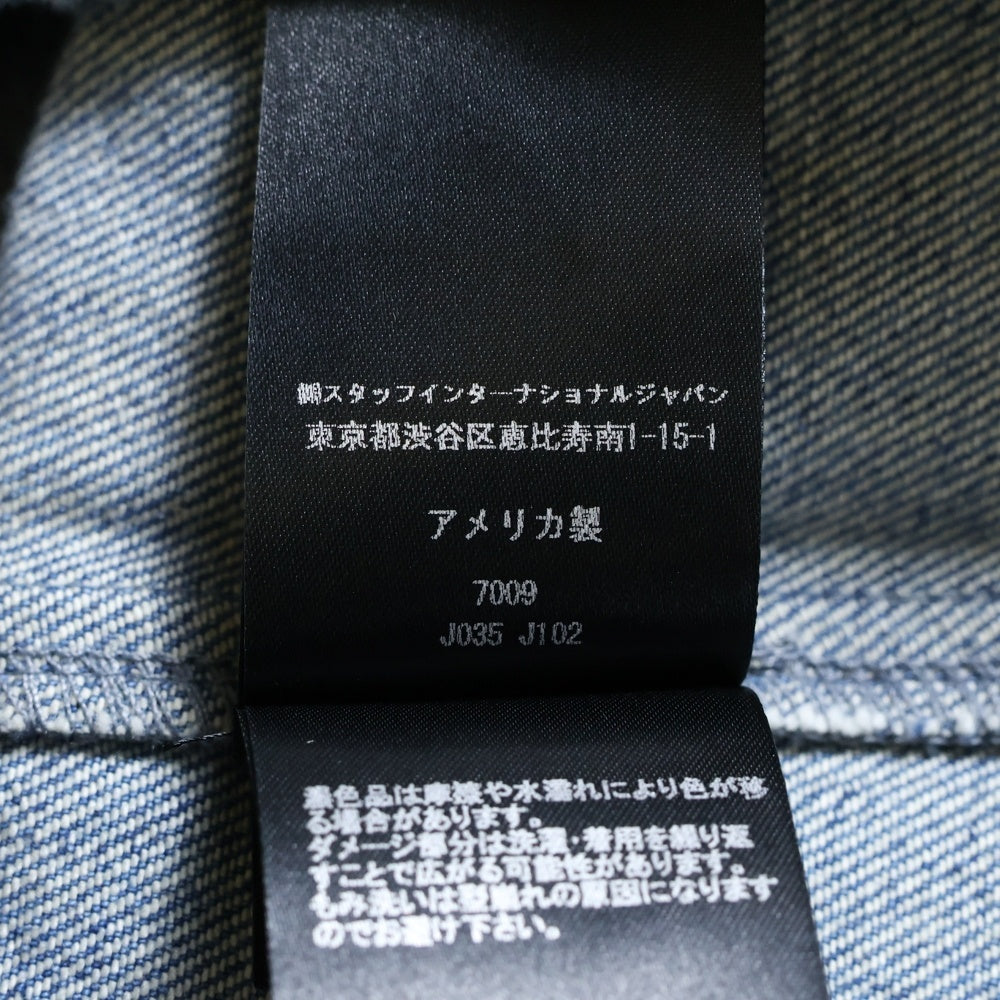 ㈱スタッフインターナショナルジャパン
東京都渋谷区恵比寿南1-15-1
アメリカ製
7009
J035 J102
濃色品は摩擦や水濡れにより色が移
る場合があります。
ダメージ部分は洗濯・着用を繰り返
すことで広がる可能性があります。
もみ洗いは型崩れの原因になります
のでお避け下さい。